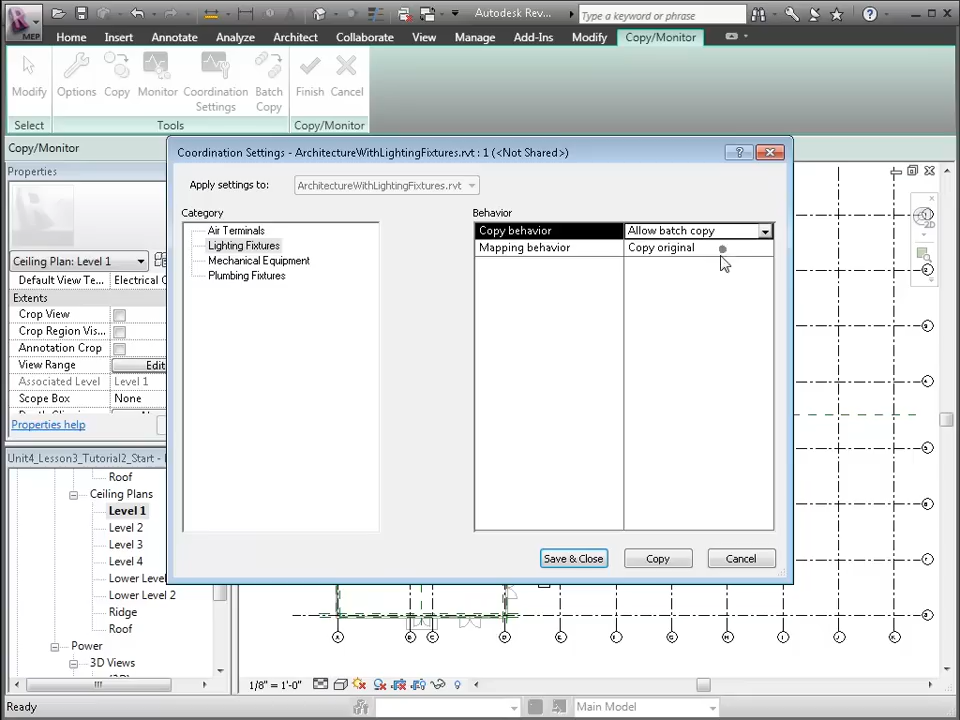 Autodesk Rev...
Type a keyword or phrase
MEP
Home Insert Annotate Analyze Architect Collaborate View Manage Add-Ins Modify Copy/Monitor
Modify Options Copy Monitor Coordination Settings Batch Copy Finish Cancel
Select Tools Copy/Monitor
Copy/Monitor
Properties
Ceiling Plan: Level 1
Default View Te... Electrical C
Extents
Crop View
Crop Region Vis...
Annotation Crop
View Range Edit
Associated Level Level 1
Scope Box None
Properties help
Unit4_Lesson3_Tutorial2_Start -
Roof
Ceiling Plans
Level 1
Level 2
Level 3
Level 4
Lower Level
Lower Level 2
Ridge
Roof
Power
3D Views
Coordination Settings - ArchitectureWithLightingFixtures.rvt : 1 (<Not Shared>)
Apply settings to: ArchitectureWithLightingFixtures.rvt
Category
Air Terminals
Lighting Fixtures
Mechanical Equipment
Plumbing Fixtures
Behavior
Copy behavior Allow batch copy
Mapping behavior Copy original
Save & Close Copy Cancel
2D
1/8" = 1'-0"
Ready
Main Model